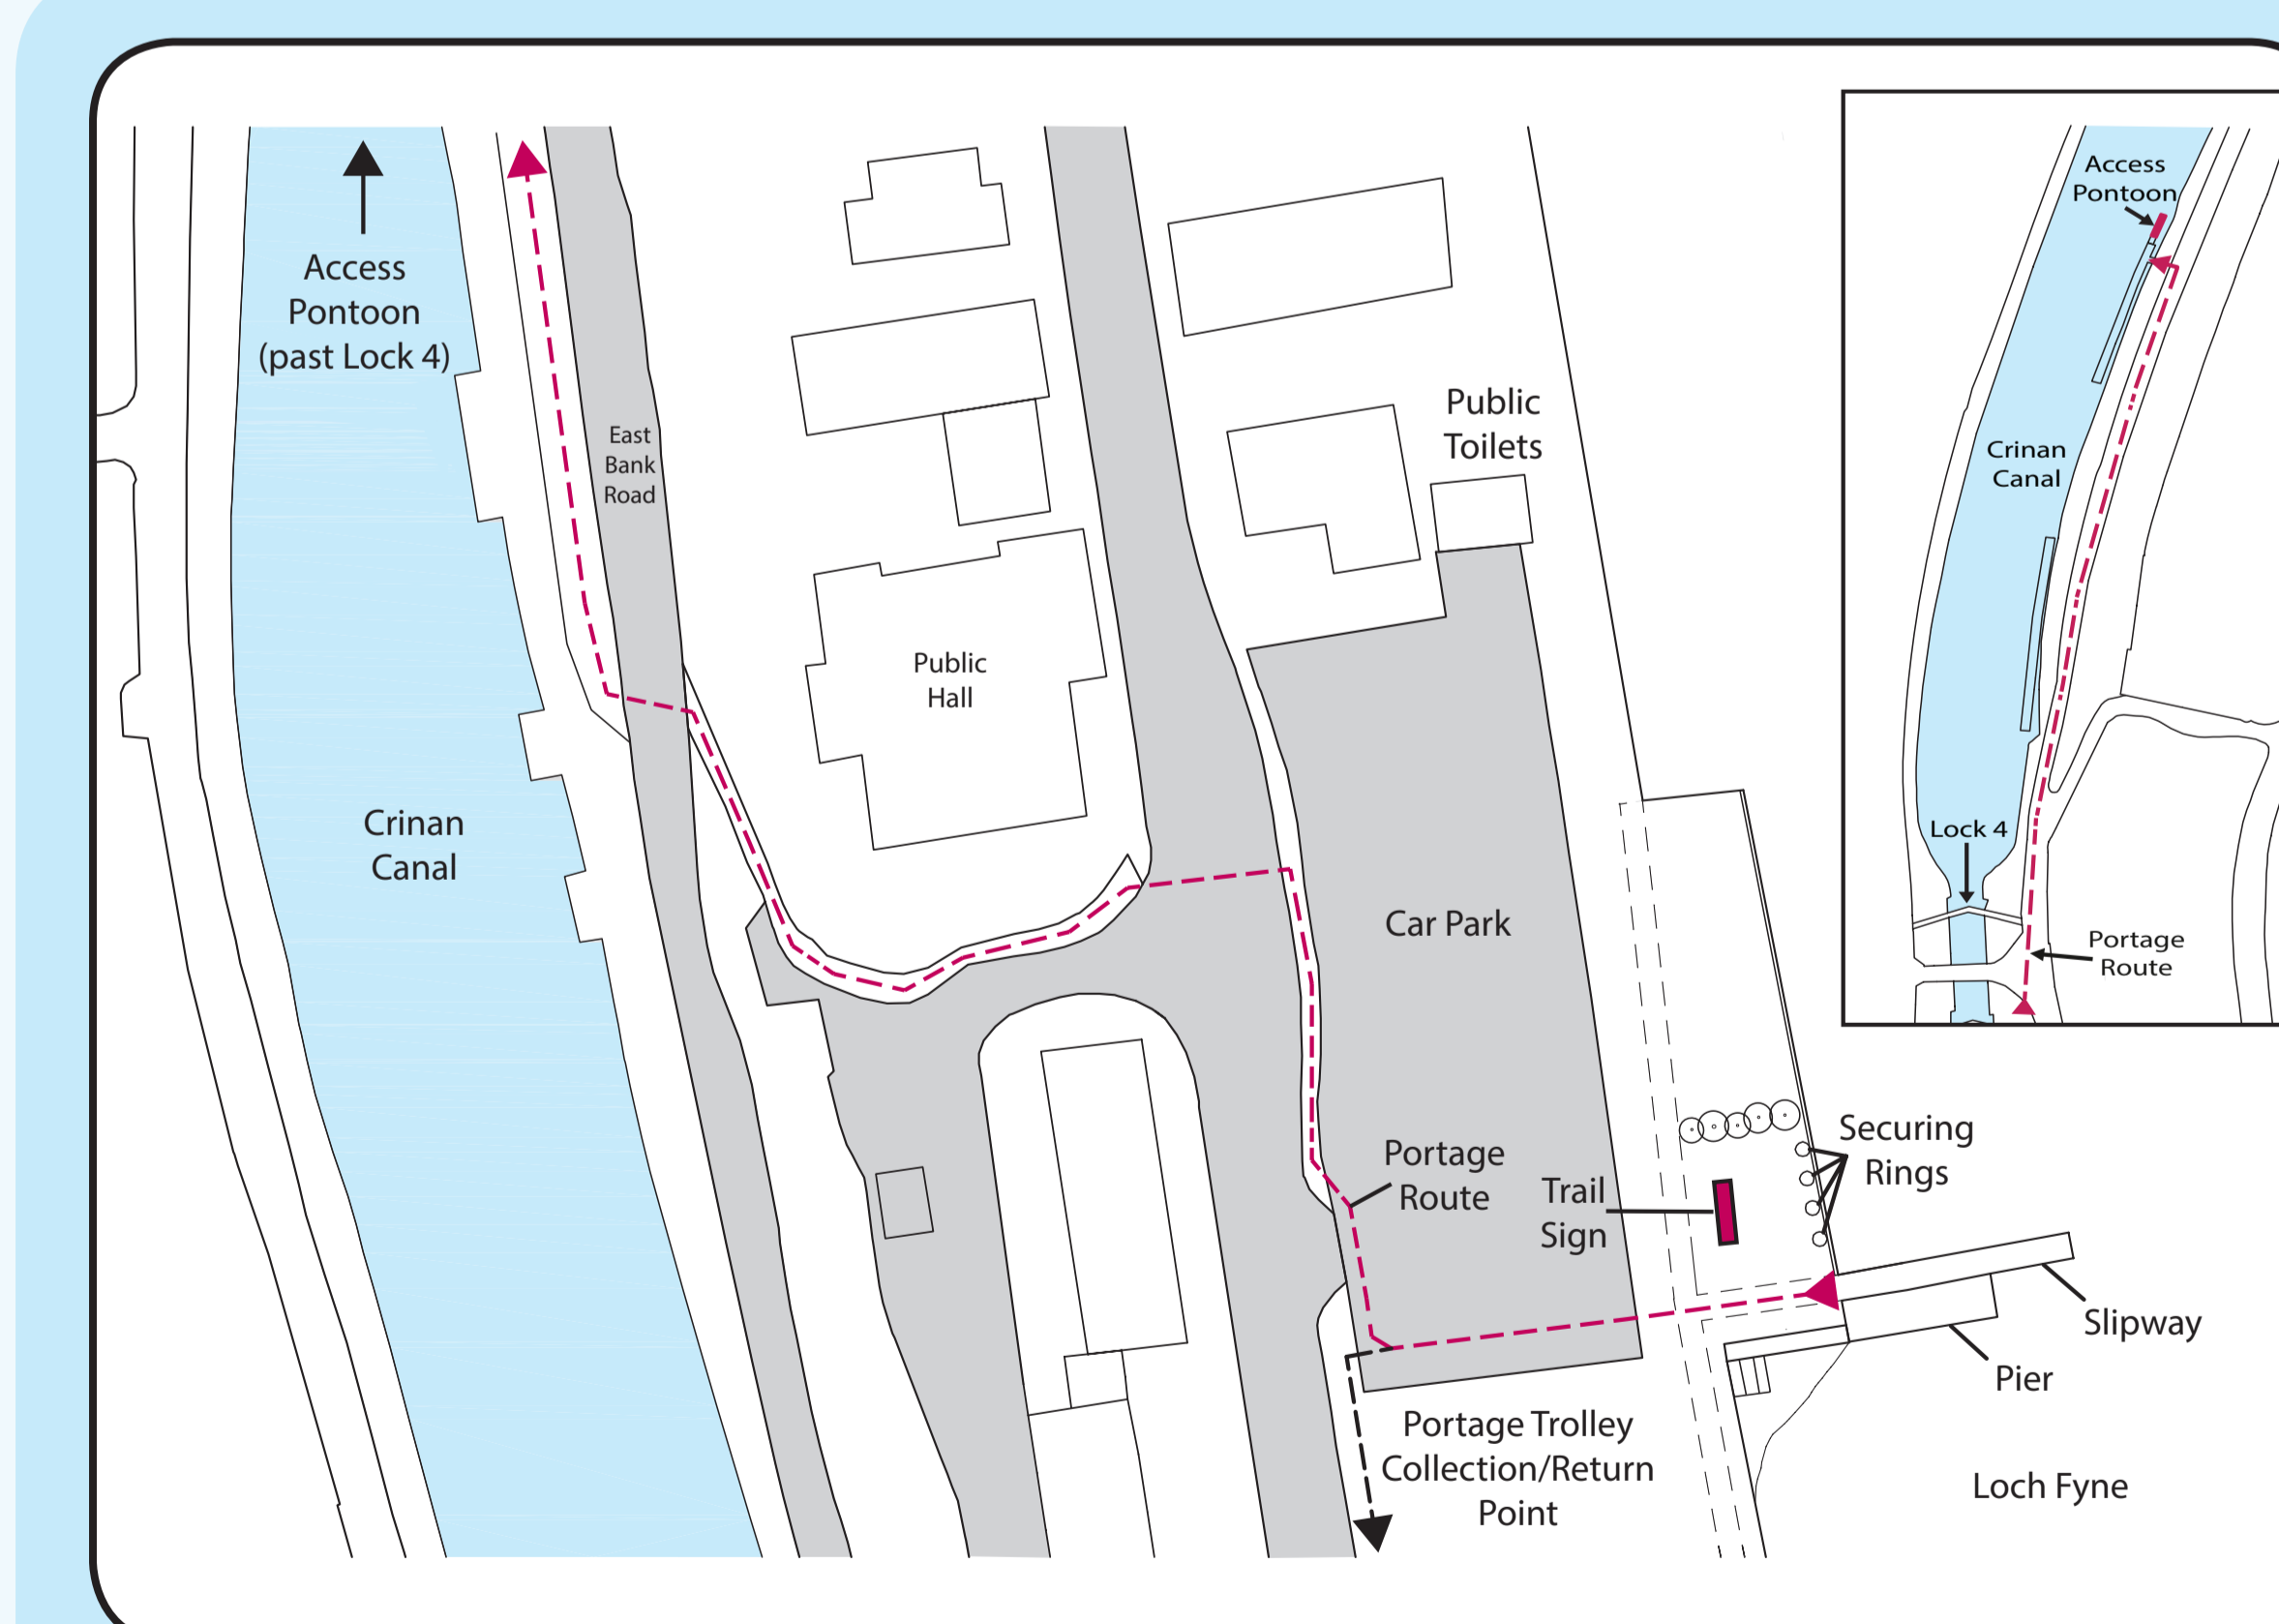 Access
Pontoon
(past Lock 4)
East
Bank
Road
Public
Toilets
Public
Hall
Crinan
Canal
Car Park
Portage
Route
Trail
Sign
Securing
Rings
Slipway
Pier
Portage Trolley
Collection/Return
Point
Loch Fyne
Access
Pontoon
Crinan
Canal
Lock 4
Portage
Route